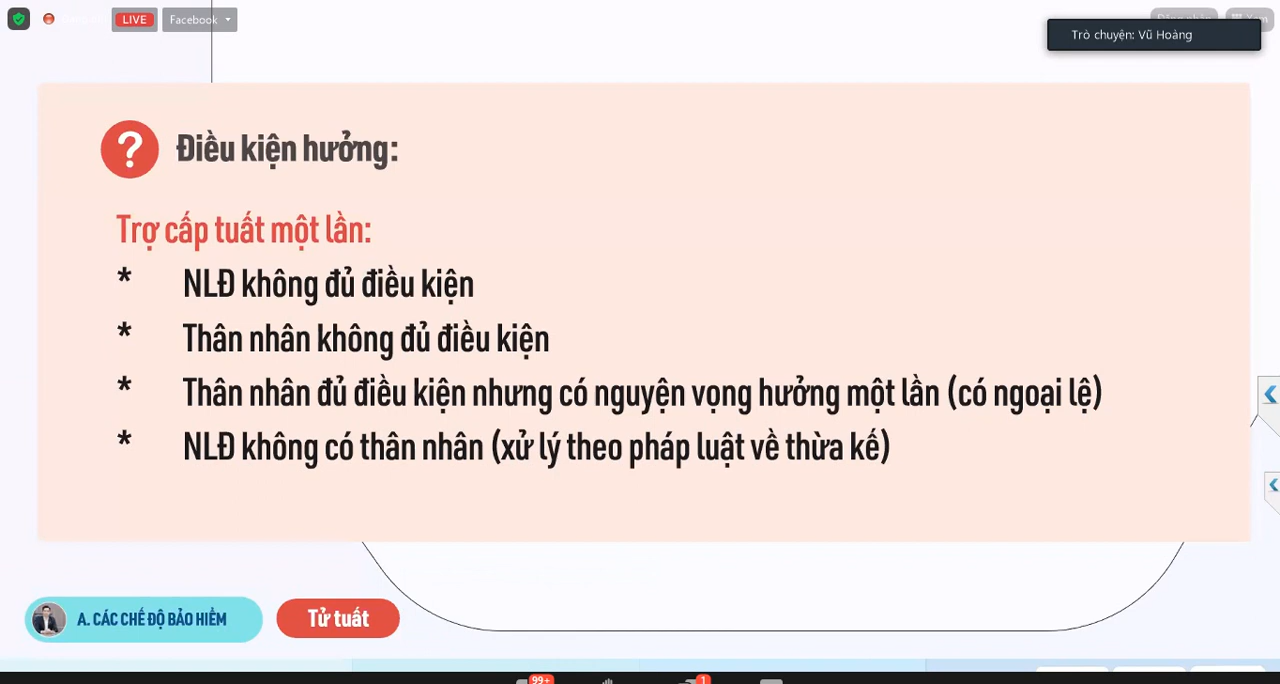 LIVE
Facebook
Trò chuyện: Vũ Hoảng
? Điều kiện hưởng:
Trợ cấp tuất một lần:
* NLĐ không đủ điều kiện
* Thân nhân không đủ điều kiện
* Thân nhân đủ điều kiện nhưng có nguyện vọng hưởng một lần (có ngoại lệ)
* NLĐ không có thân nhân (xử lý theo pháp luật về thừa kế)
A. CÁC CHẾ ĐỘ BẢO HIỂM
Tử tuất
99+
1